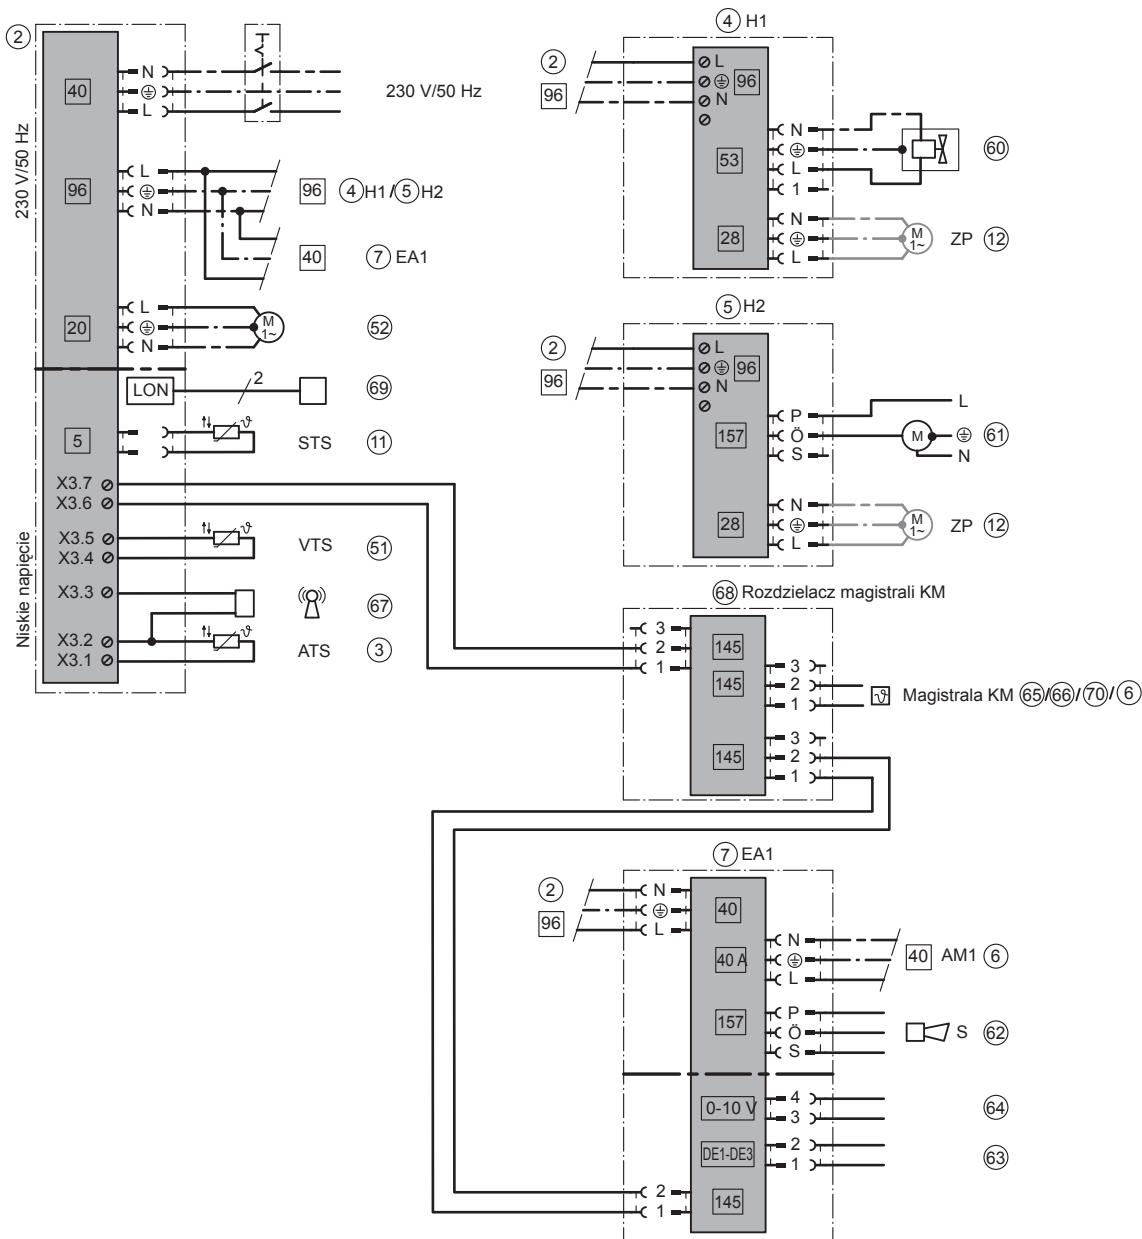 2
230 V/50 Hz
40
N
L
230 V/50 Hz
96
L
N
96 4 H1/ 5 H2
40 7 EA1
20
L
N
M
1~
52
LON
2
69
5
STS 11
Niskie napięcie
X3.7
X3.6
X3.5
X3.4
ϑ
VTS 51
X3.3
67
X3.2
X3.1
ϑ
ATS 3
4 H1
2
96
L
N
96
53
N
L
1
60
28
N
L
M
1~
ZP 12
5 H2
2
96
L
N
96
157
P
Ö
S
M
L
N
61
28
N
L
M
1~
ZP 12
68 Rozdzielacz magistrali KM
3
2
1
145
145
3
2
1
ϑ Magistrala KM 65/66/70/6
145
3
2
1
7 EA1
2
96
N
L
40
40 A
N
L
40 AM1 6
157
P
Ö
S
S 62
0-10 V
4
3
64
DE1-DE3
2
1
63
2
1
145